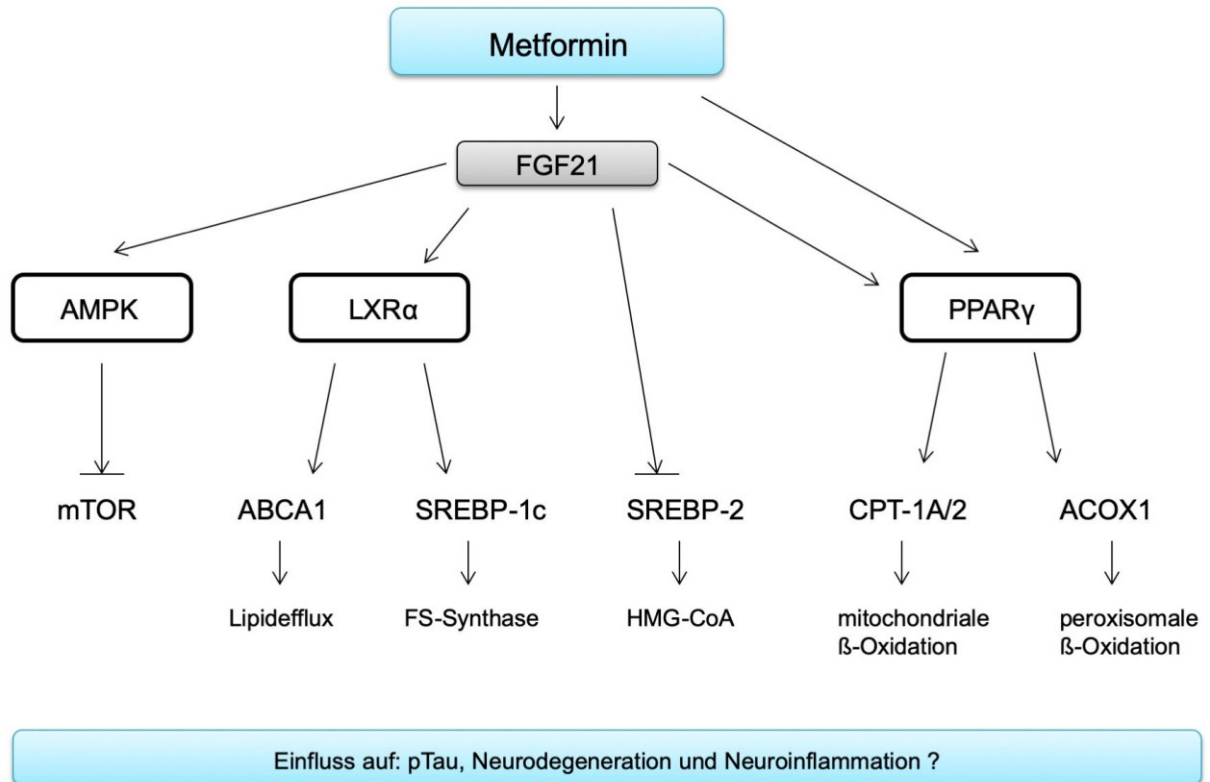 Metformin
FGF21
AMPK
LXRα
PPARγ
mTOR
ABCA1
SREBP-1c
SREBP-2
CPT-1A/2
ACOX1
Lipidefflux
FS-Synthase
HMG-CoA
mitochondriale
ß-Oxidation
peroxisomale
ß-Oxidation
Einfluss auf: pTau, Neurodegeneration und Neuroinflammation ?